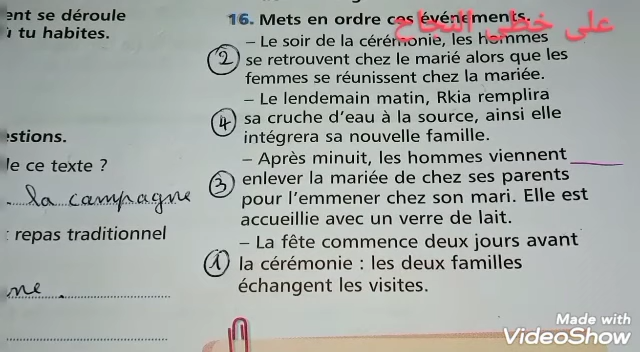 ent se déroule
ù tu habites.
estions.
le ce texte ?
la campagne
: repas traditionnel
ne.
على خطى النجاح
16. Mets en ordre ces événements.
– Le soir de la cérémonie, les hommes
② se retrouvent chez le marié alors que les
femmes se réunissent chez la mariée.
– Le lendemain matin, Rkia remplira
④ sa cruche d'eau à la source, ainsi elle
intégrera sa nouvelle famille.
– Après minuit, les hommes viennent
③ enlever la mariée de chez ses parents
pour l'emmener chez son mari. Elle est
accueillie avec un verre de lait.
– La fête commence deux jours avant
① la cérémonie : les deux familles
échangent les visites.
Made with
VideoShow